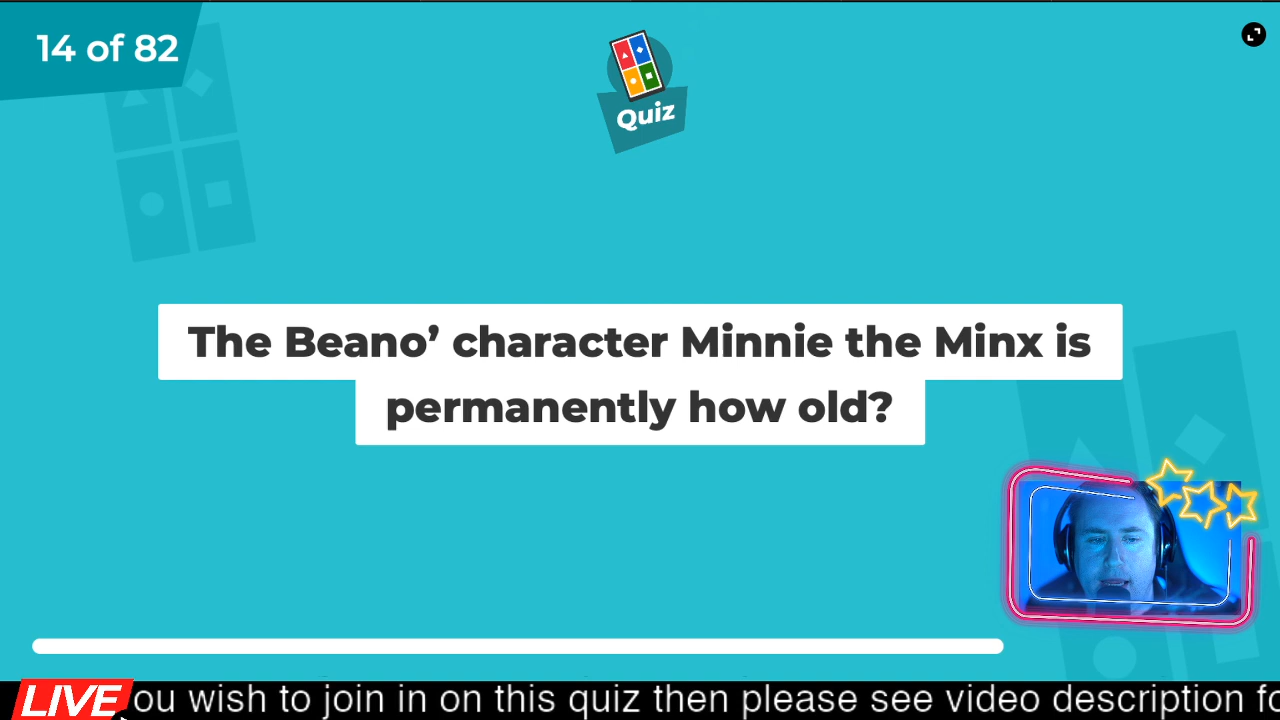 14 of 82
Quiz
The Beano’ character Minnie the Minx is
permanently how old?
LIVE
ou wish to join in on this quiz then please see video description fo